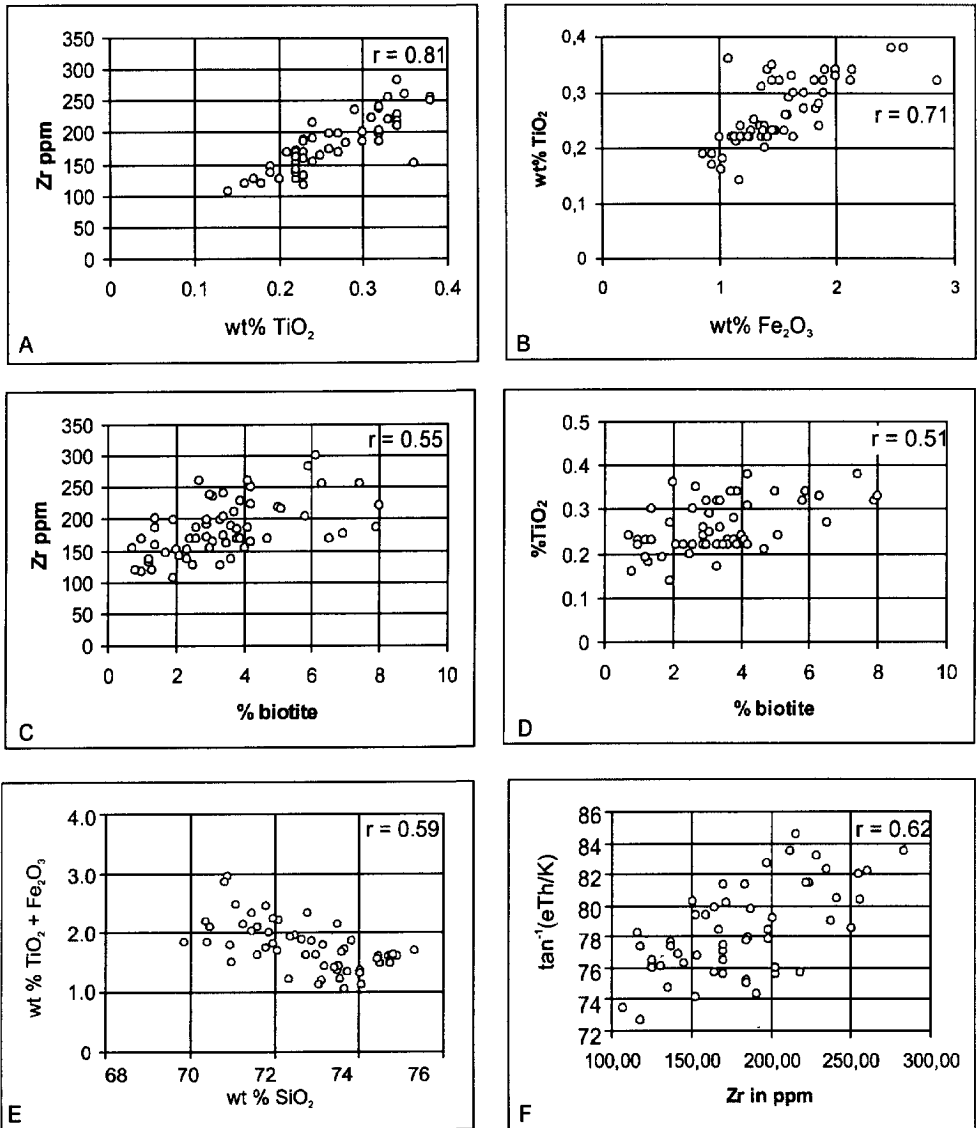 350
300
250
200
150
100
50
0
Zr ppm
r = 0.81
0 0.1 0.2 0.3 0.4
wt% TiO₂
A
0,4
0,3
0,2
0,1
0
wt% TiO₂
r = 0.71
0 1 2 3
wt% Fe₂O₃
B
350
300
250
200
150
100
50
0
Zr ppm
r = 0.55
0 2 4 6 8 10
% biotite
C
0.5
0.4
0.3
0.2
0.1
0
%TiO₂
r = 0.51
0 2 4 6 8 10
% biotite
D
4.0
3.0
2.0
1.0
0
wt % TiO₂ + Fe₂O₃
r = 0.59
68 70 72 74 76
wt % SiO₂
E
86
84
82
80
78
76
74
72
tan⁻¹(eTh/K)
r = 0.62
100,00 150,00 200,00 250,00 300,00
Zr in ppm
F